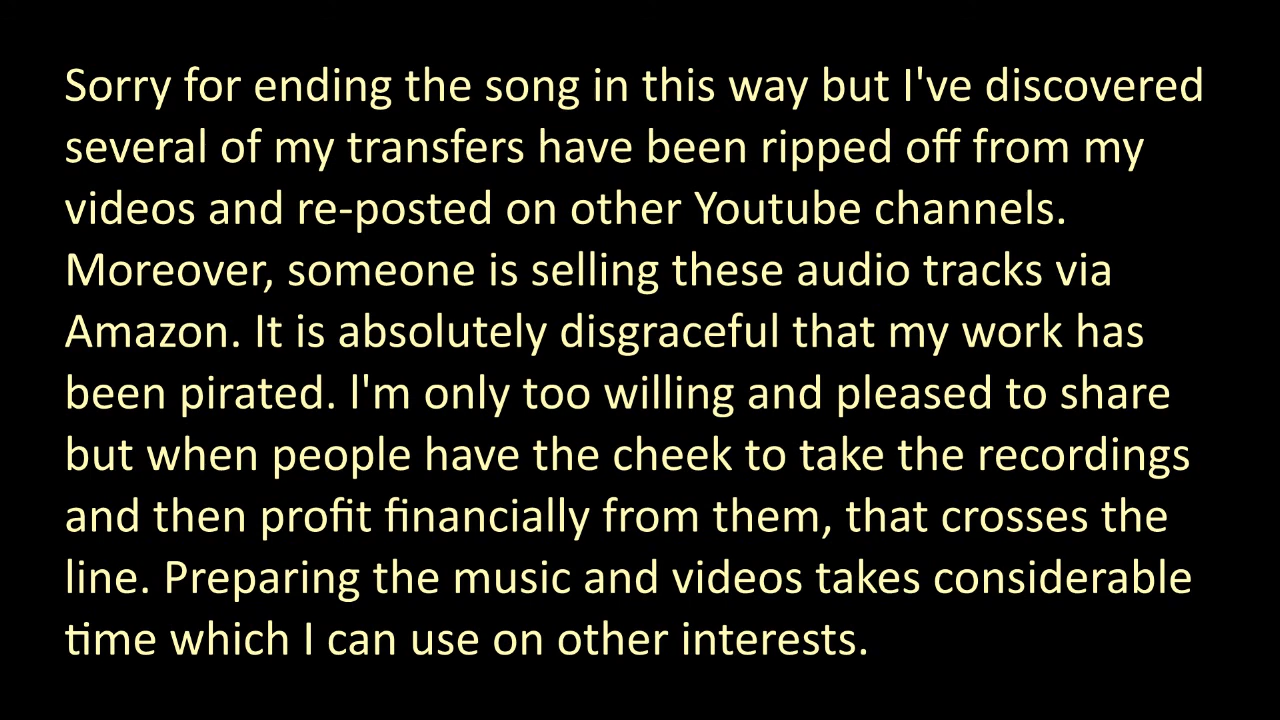 Sorry for ending the song in this way but I've discovered
several of my transfers have been ripped off from my
videos and re-posted on other Youtube channels.
Moreover, someone is selling these audio tracks via
Amazon. It is absolutely disgraceful that my work has
been pirated. l'm only too willing and pleased to share
but when people have the cheek to take the recordings
and then profit financially from them, that crosses the
line. Preparing the music and videos takes considerable
time which I can use on other interests.